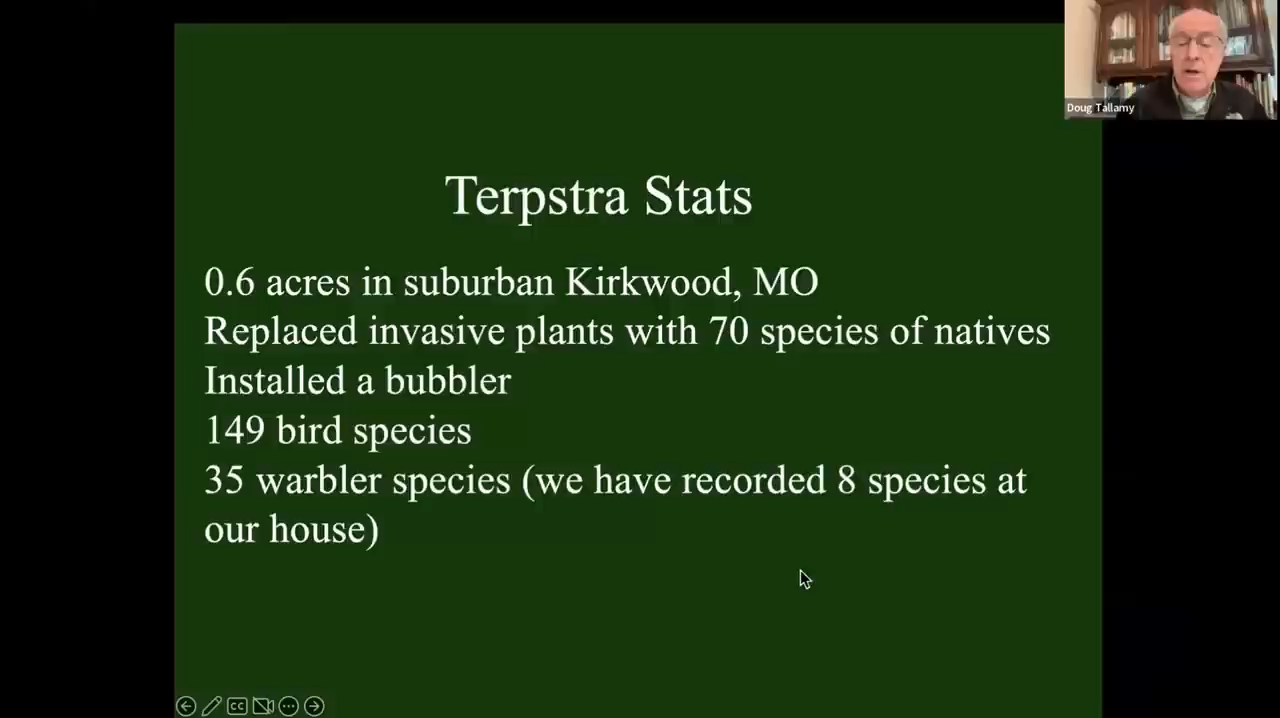 Doug Tallamy
Terpstra Stats
0.6 acres in suburban Kirkwood, MO
Replaced invasive plants with 70 species of natives
Installed a bubbler
149 bird species
35 warbler species (we have recorded 8 species at
our house)
CC